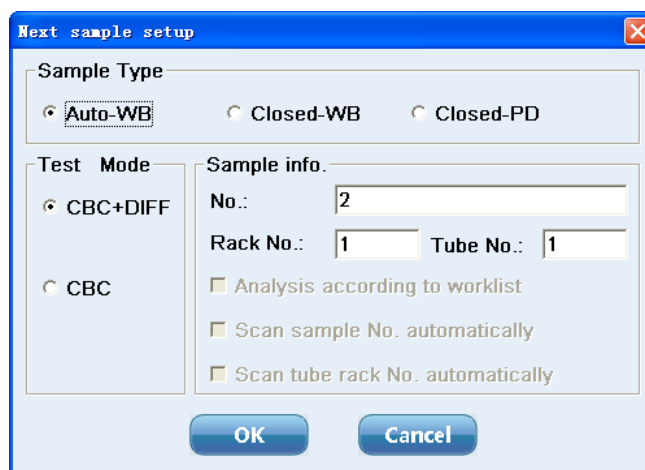 Next sample setup
Sample Type
Auto-WB Closed-WB Closed-PD
Test Mode
CBC+DIFF
CBC
Sample info.
No.: 2
Rack No.: 1 Tube No.: 1
Analysis according to worklist
Scan sample No. automatically
Scan tube rack No. automatically
OK Cancel